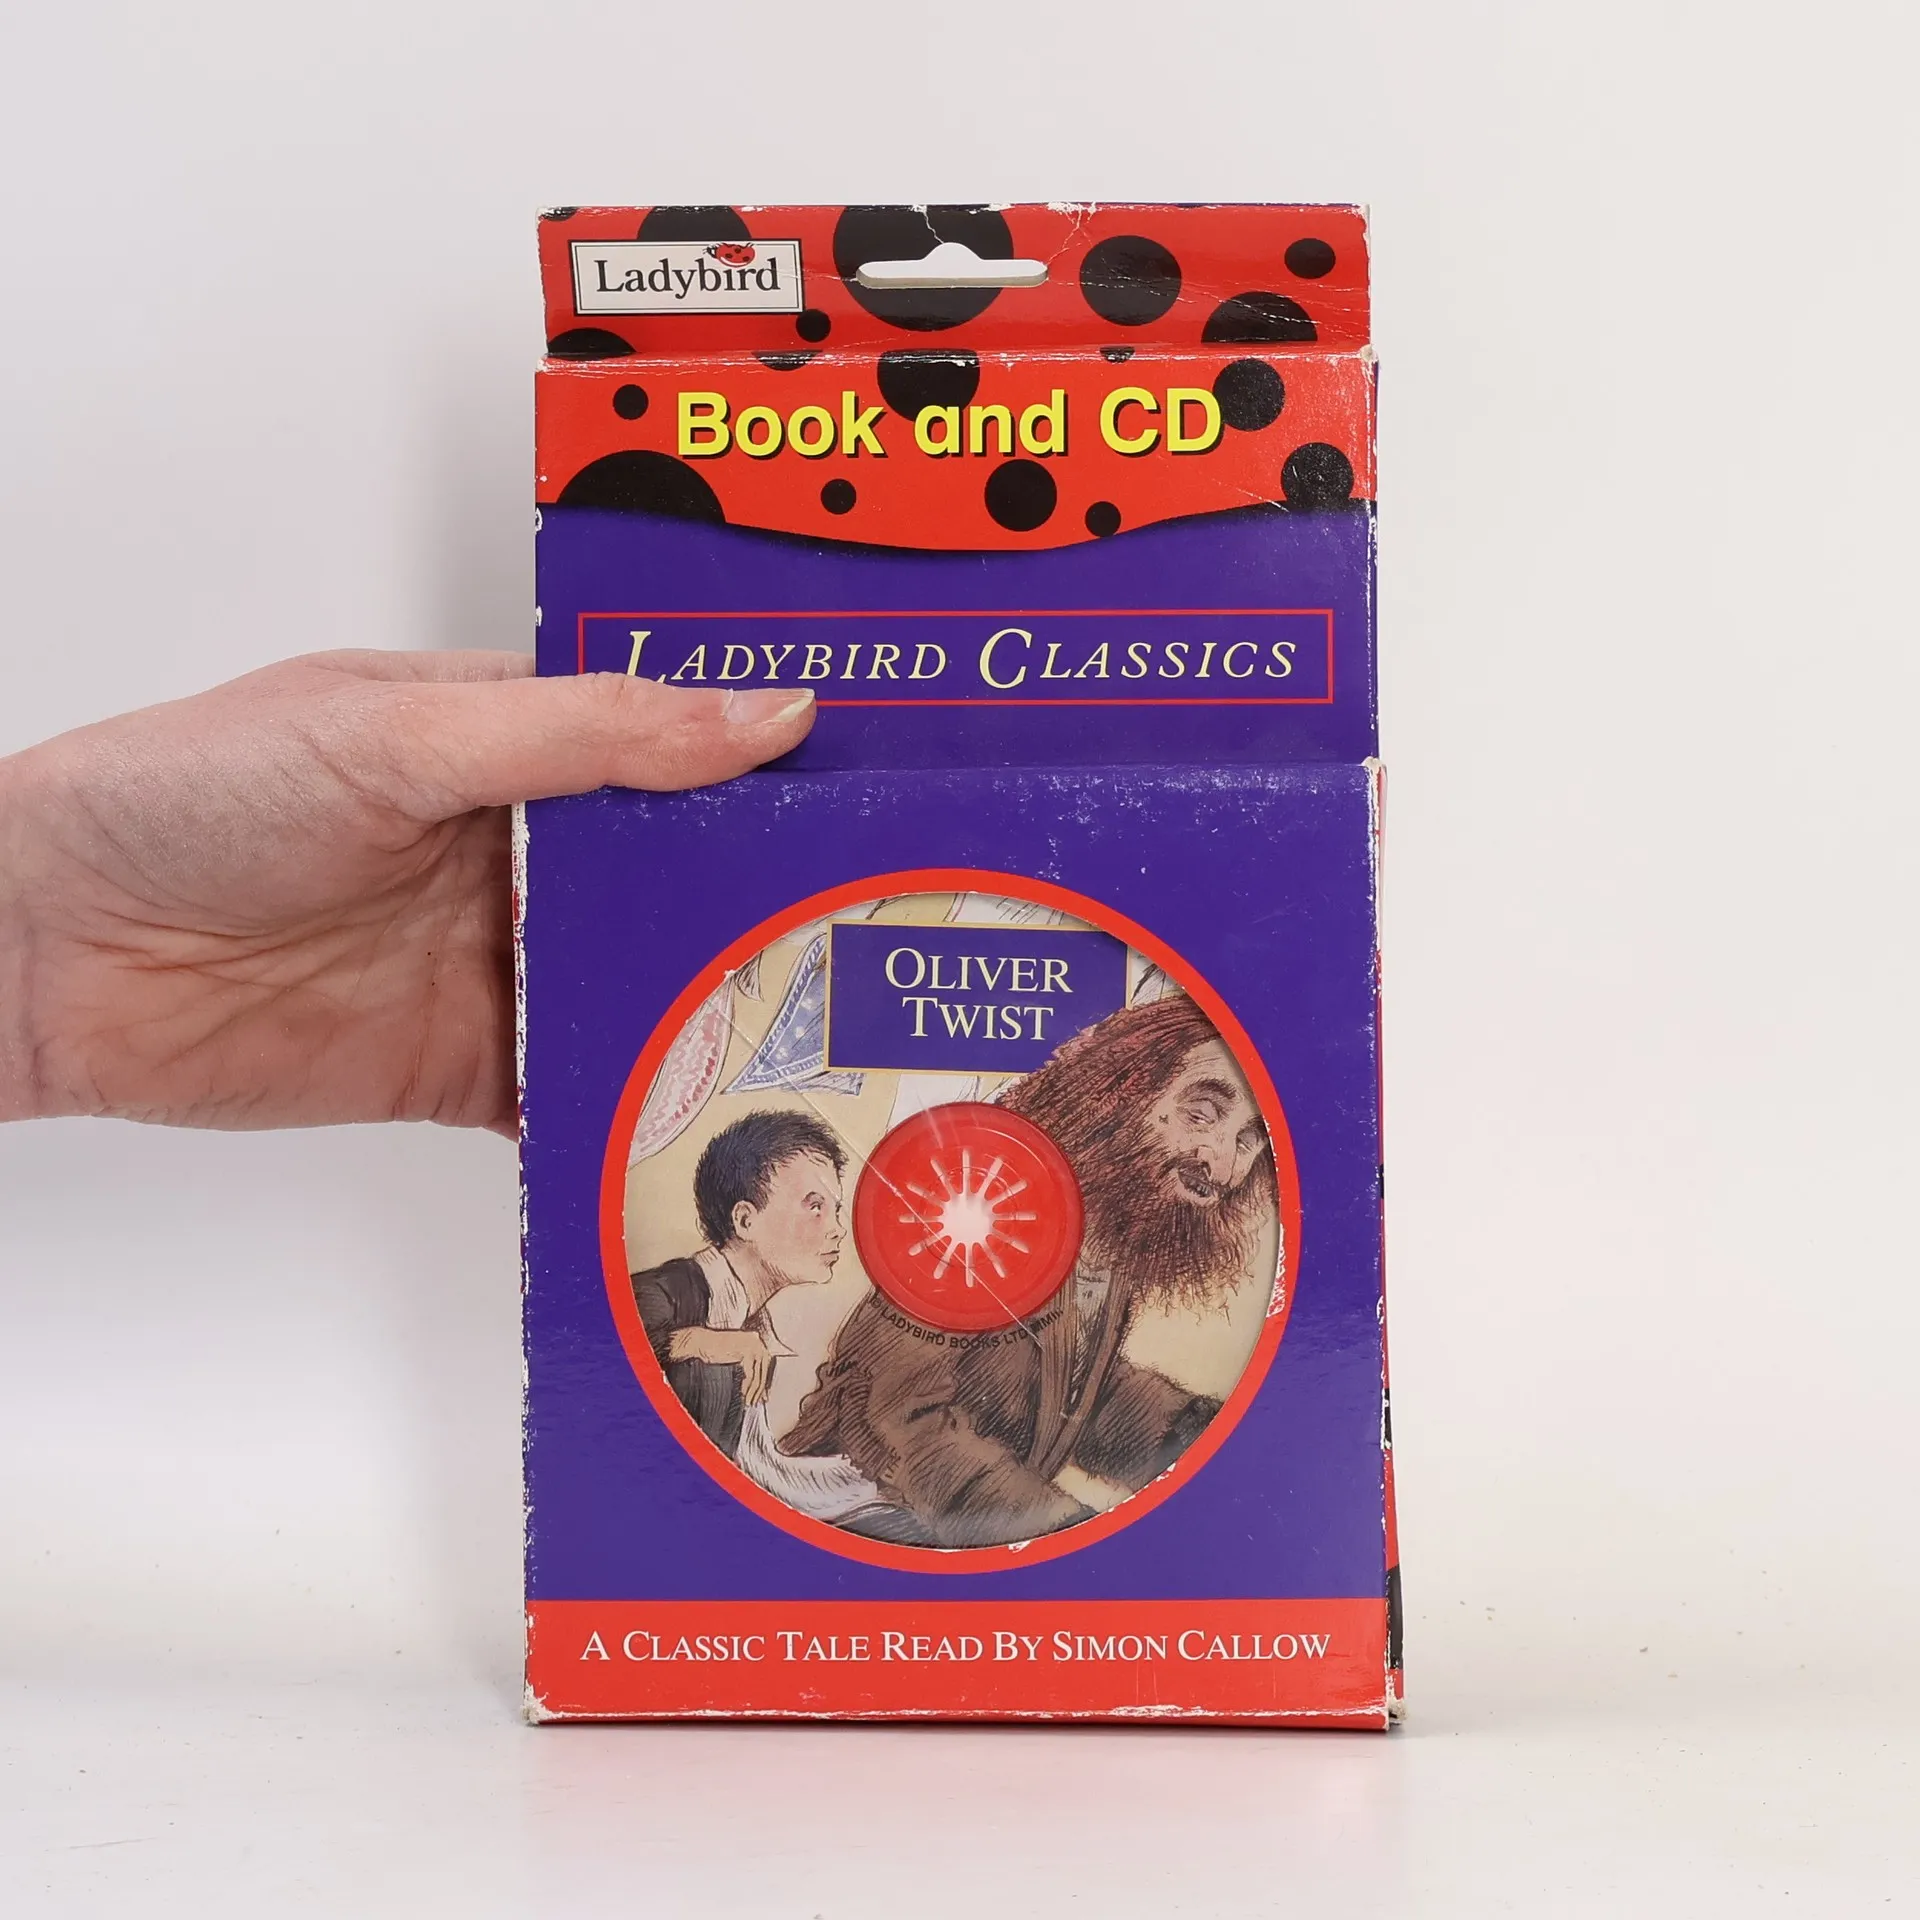 Ladybird
Book and CD
LADYBIRD CLASSICS
OLIVER
TWIST
LADYBIRD BOOKS LTD
A CLASSIC TALE READ BY SIMON CALLOW